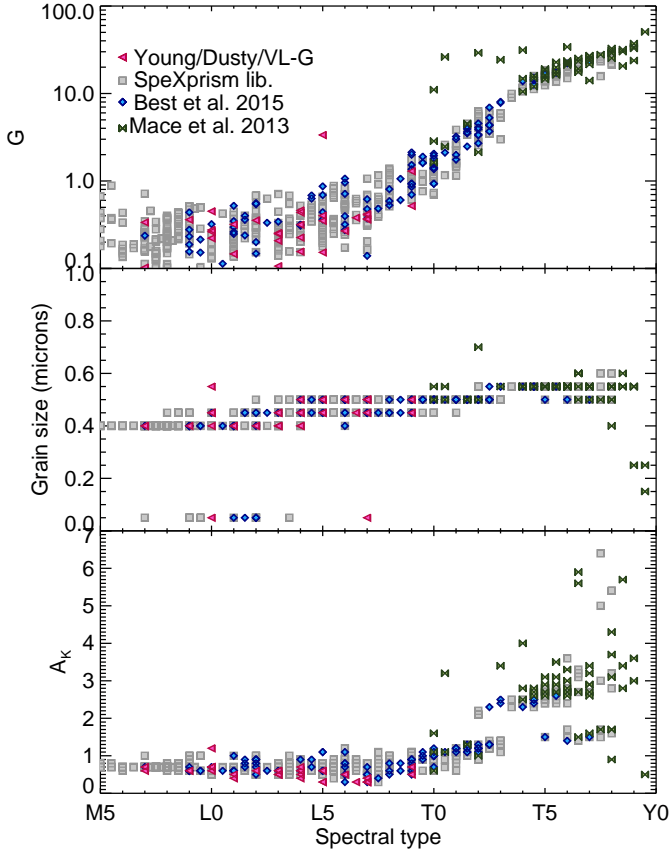 100.0
10.0
1.0
0.1
G
Young/Dusty/VL-G
SpeXprism lib.
Best et al. 2015
Mace et al. 2013
1.0
0.8
0.6
0.4
0.2
0.0
Grain size (microns)
7
6
5
4
3
2
1
0
A_K
M5 L0 L5 T0 T5 Y0
Spectral type